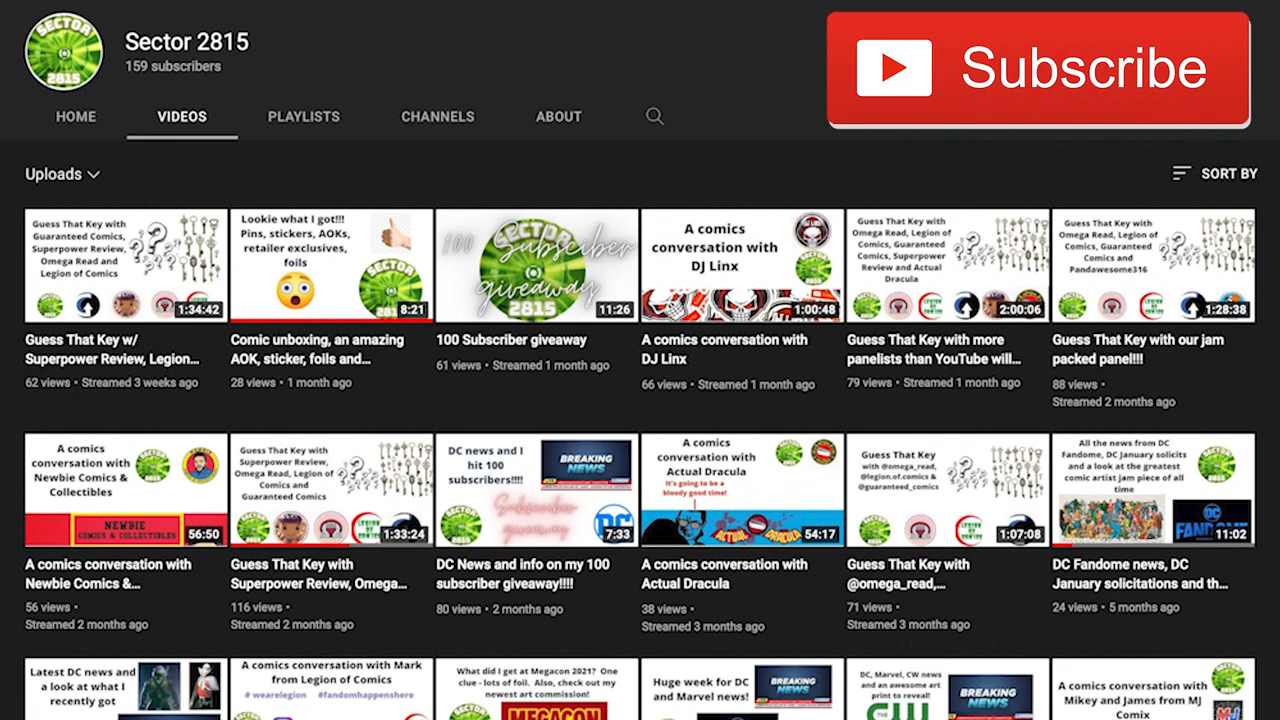 SECTOR
2815
Sector 2815
159 subscribers
Subscribe
HOME
VIDEOS
PLAYLISTS
CHANNELS
ABOUT
Uploads
SORT BY
Guess That Key with
Guaranteed Comics,
Superpower Review,
Omega Read and
Legion of Comics
1:34:42
Guess That Key w/
Superpower Review, Legion...
62 views • Streamed 3 weeks ago
Lookie what I got!!!
Pins, stickers, AOKs,
retailer exclusives,
foils
SECTOR
2815
8:21
Comic unboxing, an amazing
AOK, sticker, foils and...
28 views • 1 month ago
SECTOR
100 Subscriber
giveaway
2815
11:26
100 Subscriber giveaway
61 views • Streamed 1 month ago
A comics
conversation with
DJ Linx
1:00:48
A comics conversation with
DJ Linx
66 views • Streamed 1 month ago
Guess That Key with
Omega Read, Legion of
Comics, Guaranteed
Comics, Superpower
Review and Actual
Dracula
2:00:06
Guess That Key with more
panelists than YouTube will...
79 views • Streamed 1 month ago
Guess That Key with
Omega Read, Legion of
Comics, Guaranteed
Comics and
Pandawesome316
1:28:38
Guess That Key with our jam
packed panel!!!
88 views •
Streamed 2 months ago
A comics
conversation with
Newbie Comics &
Collectibles
NEWBIE
COMICS & COLLECTIBLES
56:50
A comics conversation with
Newbie Comics &...
56 views •
Streamed 2 months ago
Guess That Key with
Superpower Review,
Omega Read, Legion of
Comics and
Guaranteed Comics
1:33:24
Guess That Key with
Superpower Review, Omega...
116 views •
Streamed 2 months ago
DC news and I
hit 100
subscribers!!!!
BREAKING
NEWS
Subscriber
giveaway
7:33
DC News and info on my 100
subscriber giveaway!!!!
80 views • 2 months ago
A comics
conversation with
Actual Dracula
It's going to be a
bloody good time!
ACTUAL
DRACULA
54:17
A comics conversation with
Actual Dracula
38 views •
Streamed 3 months ago
Guess That Key
with @omega_read,
@legion.of.comics &
@guaranteed_comics
1:07:08
Guess That Key with
@omega_read,...
71 views •
Streamed 3 months ago
All the news from DC
Fandome, DC January solicits
and a look at the greatest
comic artist jam piece of all
time
FANDOME
11:02
DC Fandome news, DC
January solicitations and th...
24 views • 5 months ago
Latest DC news and
a look at what I
recently got
A comics conversation with Mark
from Legion of Comics
# wearelegion #fandomhappenshere
What did I get at Megacon 2021? One
clue - lots of foil. Also, check out my
newest art commission!
MEGACON
Huge week for DC
and Marvel news!
BREAKING
NEWS
DC, Marvel, CW news
and an awesome art
print to reveal!
BREAKING
CW
A comics conversation with
Mikey and James from MJ
Comix